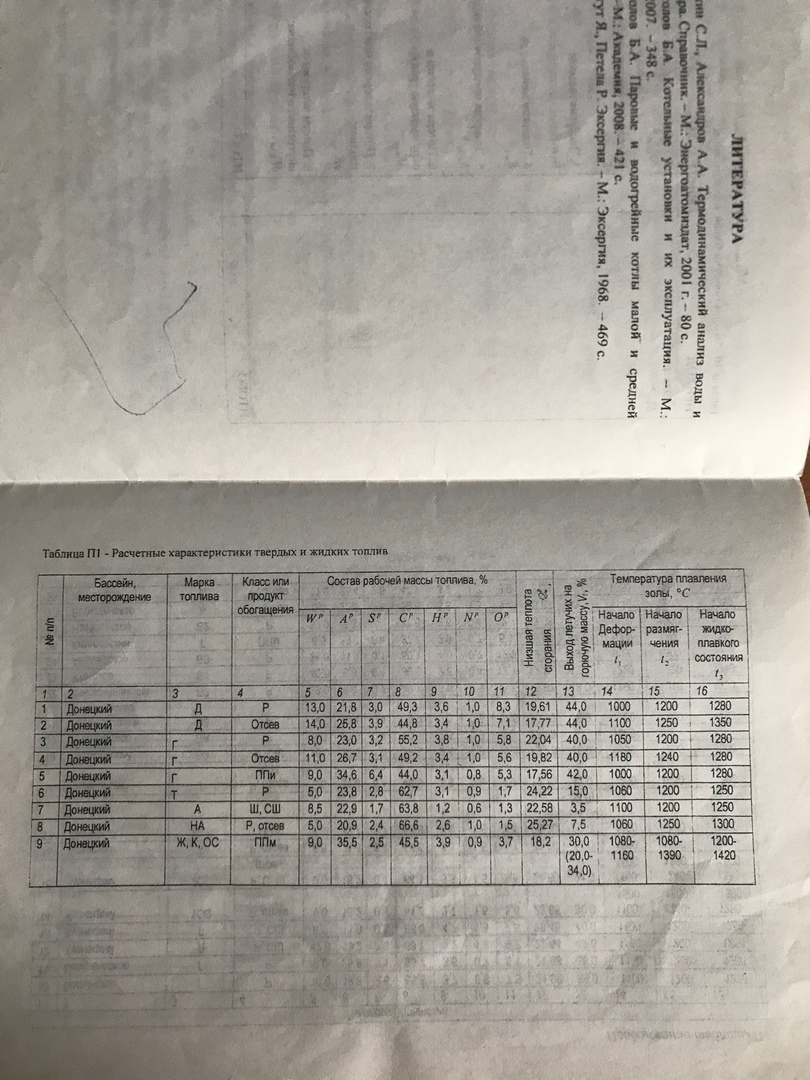 ЛИТЕРАТУРА
С.Л., Александров А.А. Термодинамический анализ воды и
Справочник. – М.: Энергоатомиздат, 2001 г. – 80 с.
Б.А. Котельные установки и их эксплуатация. – М.:
2007. – 348 с.
Б.А. Паровые и водогрейные котлы малой и средней
М.: Академия, 2008. – 421 с.
Я., Петела Р. Эксергия. – М.: Эксергия, 1968. – 469 с.
Таблица П1 - Расчетные характеристики твердых и жидких топлив
№ п/п
Бассейн,
месторождение
Марка
топлива
Класс или
продукт
обогащения
Состав рабочей массы топлива, %
W^p A^p S^p C^p H^p N^p O^p
Низшая теплота
сгорания
Выход летучих на
горючую массу, V, %
Температура плавления
золы, °С
Начало
Дефор-
мации
t₁
Начало
размяг-
чения
t₂
Начало
жидко-
плавкого
состояния
t₃
1 2 3 4 5 6 7 8 9 10 11 12 13 14 15 16
1 Донецкий Д Р 13,0 21,8 3,0 49,3 3,6 1,0 8,3 19,61 44,0 1000 1200 1280
2 Донецкий Д Отсев 14,0 25,8 3,9 44,8 3,4 1,0 7,1 17,77 44,0 1100 1250 1350
3 Донецкий Г Р 8,0 23,0 3,2 55,2 3,8 1,0 5,8 22,04 40,0 1050 1200 1280
4 Донецкий Г Отсев 11,0 26,7 3,1 49,2 3,4 1,0 5,6 19,82 40,0 1180 1240 1280
5 Донецкий Г ППи 9,0 34,6 6,4 44,0 3,1 0,8 5,3 17,56 42,0 1000 1200 1280
6 Донецкий Т Р 5,0 23,8 2,8 62,7 3,1 0,9 1,7 24,22 15,0 1060 1200 1250
7 Донецкий А Ш, СШ 8,5 22,9 1,7 63,8 1,2 0,6 1,3 22,58 3,5 1100 1200 1250
8 Донецкий НА Р, отсев 5,0 20,9 2,4 66,6 2,6 1,0 1,5 25,27 7,5 1060 1250 1300
9 Донецкий Ж, К, ОС ППм 9,0 35,5 2,5 45,5 3,9 0,9 3,7 18,2 30,0 1080- 1080- 1200-
(20,0- 1160 1390 1420
34,0)